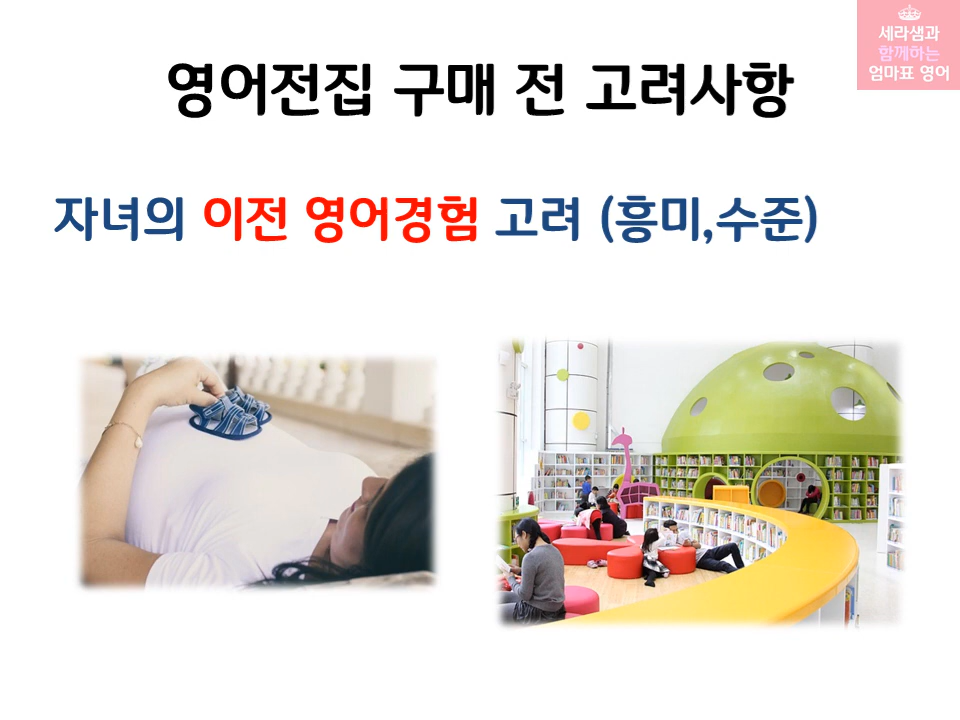 세라샘과
함께하는
엄마표 영어
영어전집 구매 전 고려사항
자녀의 이전 영어경험 고려 (흥미,수준)